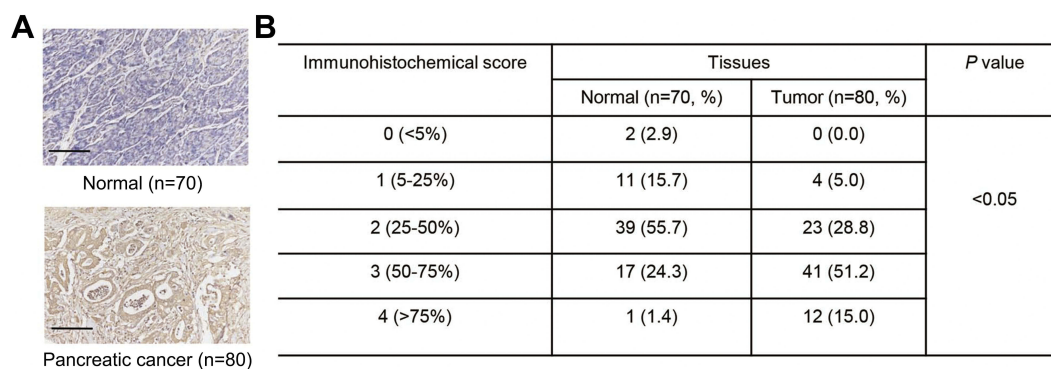 A
Normal (n=70)
Pancreatic cancer (n=80)
B
Immunohistochemical score
Tissues
P value
Normal (n=70, %)
Tumor (n=80, %)
0 (<5%)
2 (2.9)
0 (0.0)
1 (5-25%)
11 (15.7)
4 (5.0)
<0.05
2 (25-50%)
39 (55.7)
23 (28.8)
3 (50-75%)
17 (24.3)
41 (51.2)
4 (>75%)
1 (1.4)
12 (15.0)